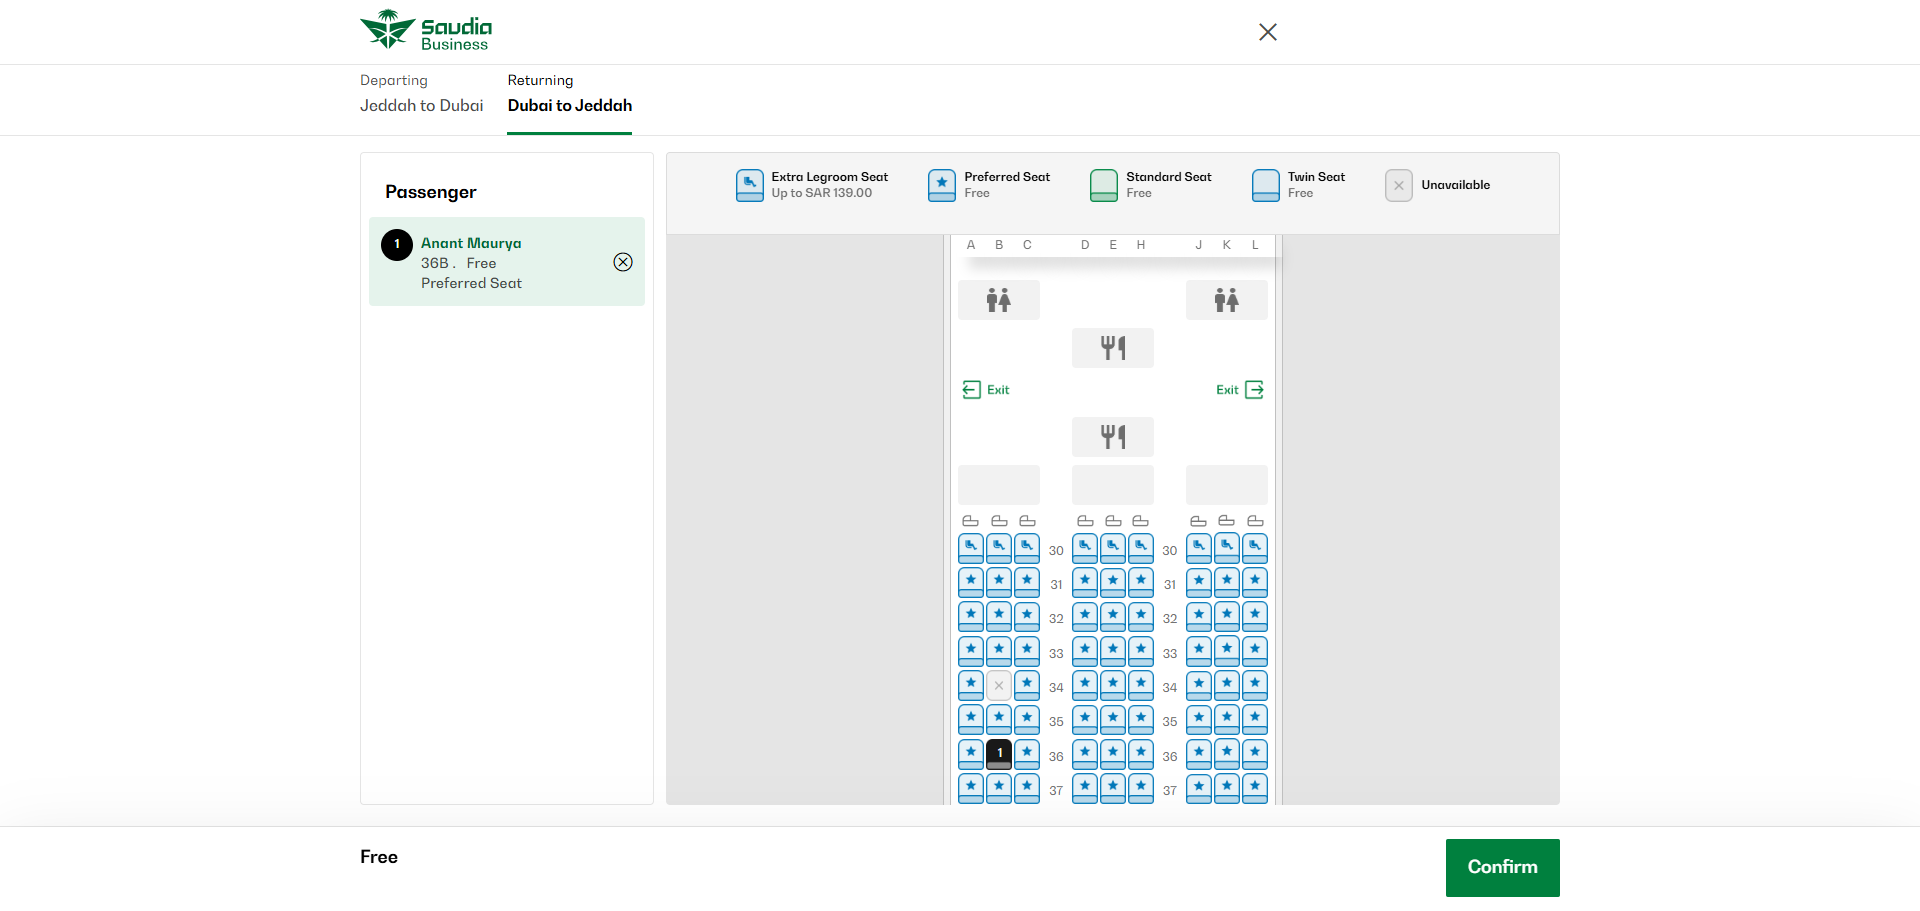 Saudia
Business
Departing
Jeddah to Dubai
Returning
Dubai to Jeddah
Passenger
1
Anant Maurya
36B . Free
Preferred Seat
Extra Legroom Seat
Up to SAR 139.00
Preferred Seat
Free
Standard Seat
Free
Twin Seat
Free
Unavailable
A B C D E H J K L
Exit Exit
30 30
31 31
32 32
33 33
34 34
35 35
1 36 36
37 37
Free
Confirm